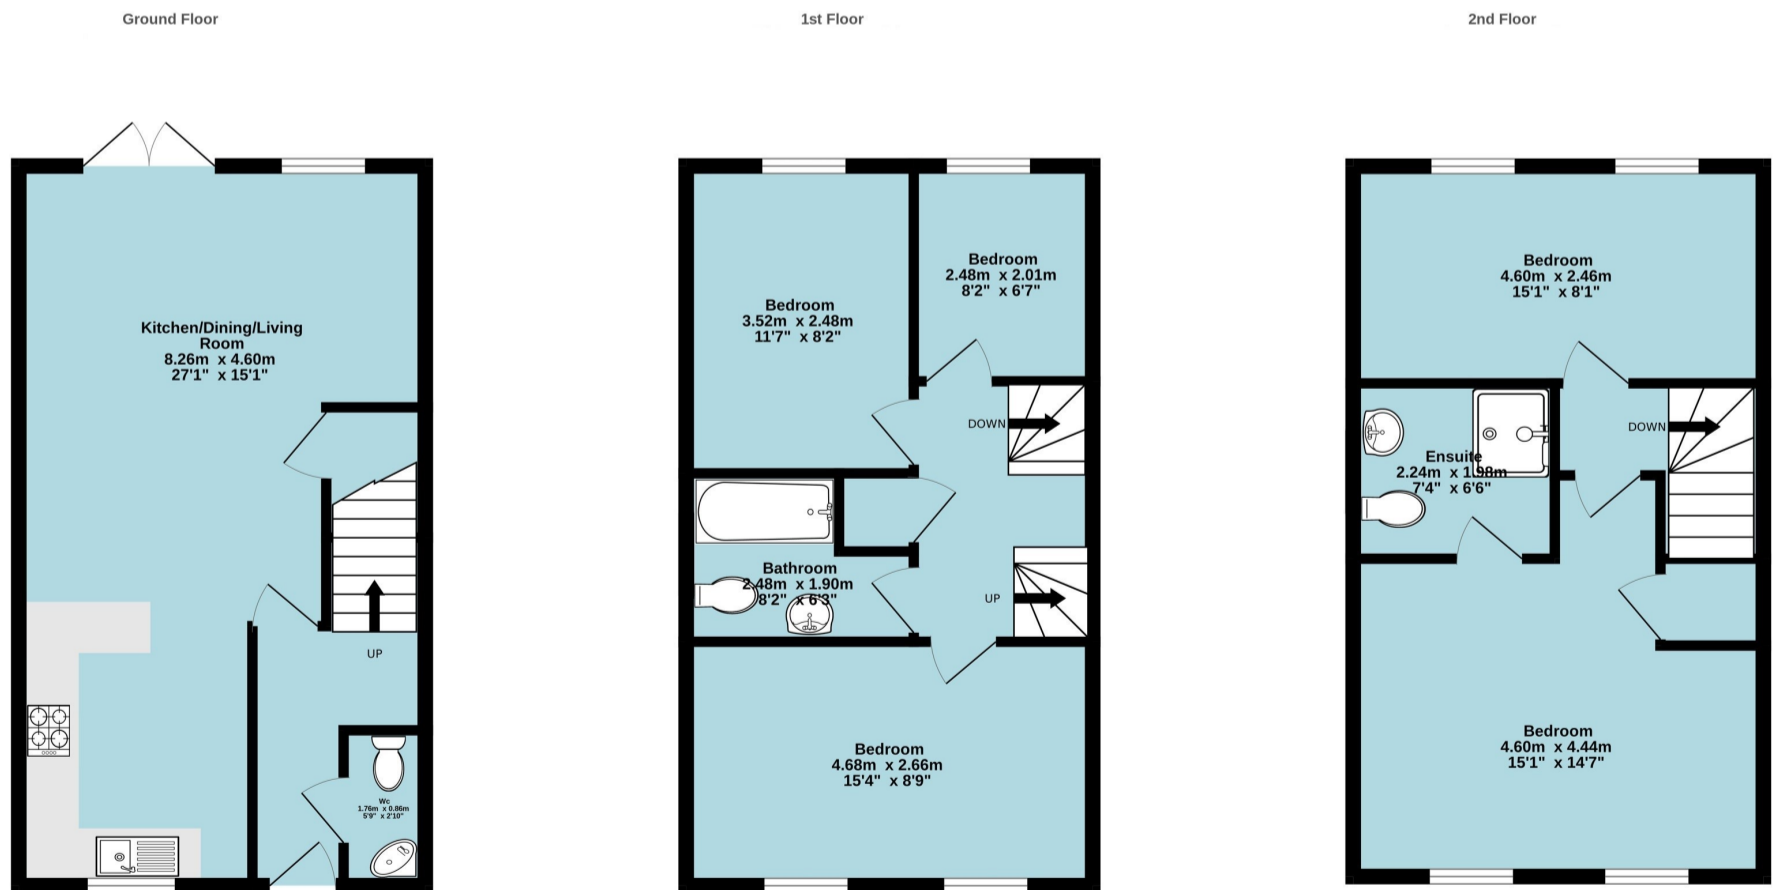 Ground Floor
1st Floor
2nd Floor
Kitchen/Dining/Living
Room
8.26m x 4.60m
27'1" x 15'1"
UP
Wc
1.76m x 0.86m
5'9" x 2'10"
Bedroom
3.52m x 2.48m
11'7" x 8'2"
Bedroom
2.48m x 2.01m
8'2" x 6'7"
DOWN
Bathroom
2.48m x 1.90m
8'2" x 6'3"
UP
Bedroom
4.68m x 2.66m
15'4" x 8'9"
Bedroom
4.60m x 2.46m
15'1" x 8'1"
DOWN
Ensuite
2.24m x 1.98m
7'4" x 6'6"
Bedroom
4.60m x 4.44m
15'1" x 14'7"